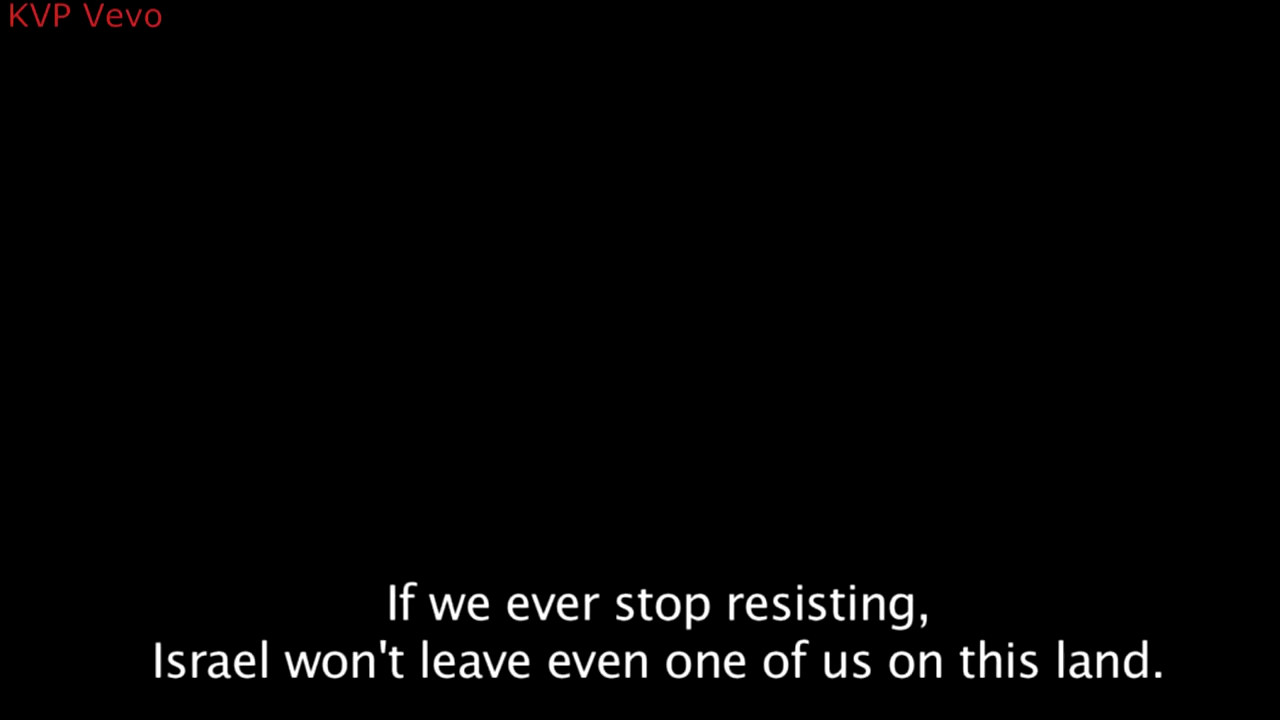 KVP Vevo
If we ever stop resisting,
Israel won't leave even one of us on this land.